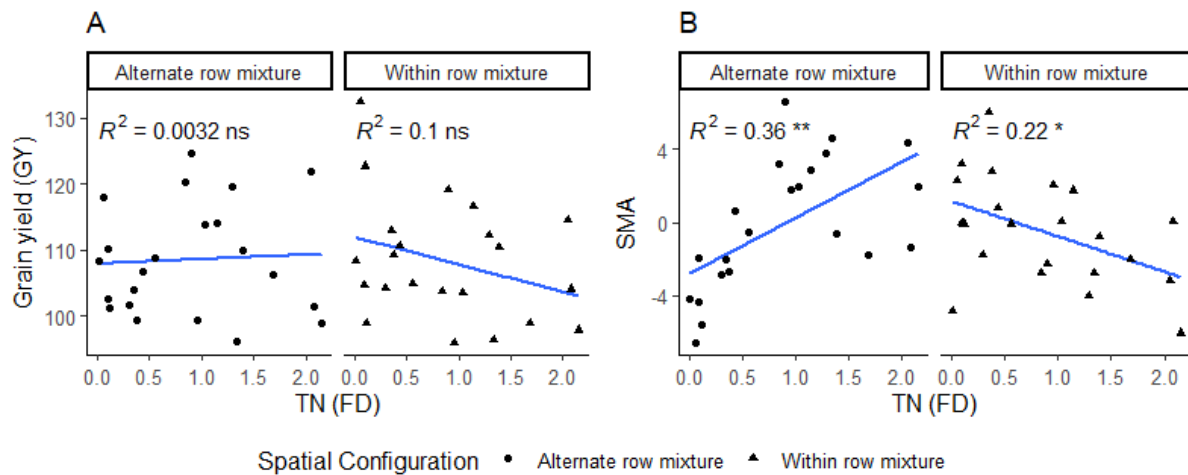 A
B
Alternate row mixture
Within row mixture
Alternate row mixture
Within row mixture
R² = 0.0032 ns
R² = 0.1 ns
R² = 0.36 **
R² = 0.22 *
Grain yield (GY)
130
120
110
100
SMA
4
0
-4
0.0 0.5 1.0 1.5 2.0
0.0 0.5 1.0 1.5 2.0
0.0 0.5 1.0 1.5 2.0
0.0 0.5 1.0 1.5 2.0
TN (FD)
TN (FD)
Spatial Configuration Alternate row mixture Within row mixture